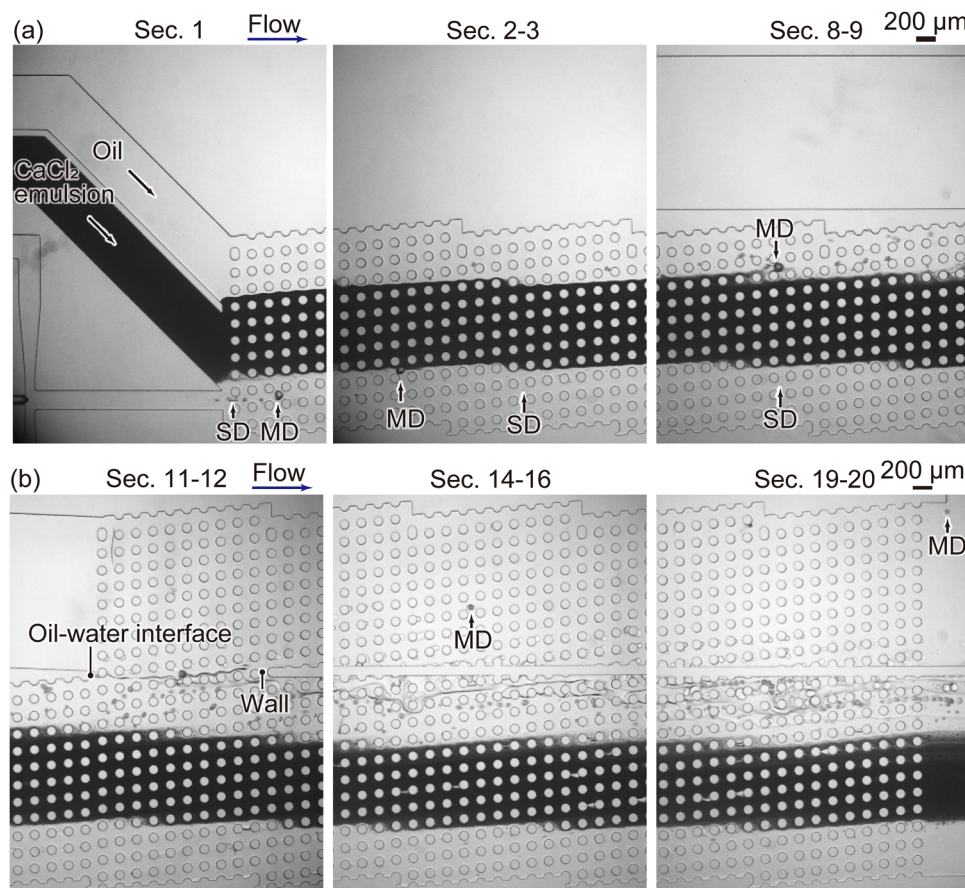 (a)
Sec. 1
Flow
Sec. 2-3
Sec. 8-9
200 μm
Oil
CaCl₂
emulsion
SD
MD
MD
SD
MD
SD
(b)
Sec. 11-12
Flow
Sec. 14-16
Sec. 19-20
200 μm
Oil-water interface
Wall
MD
MD